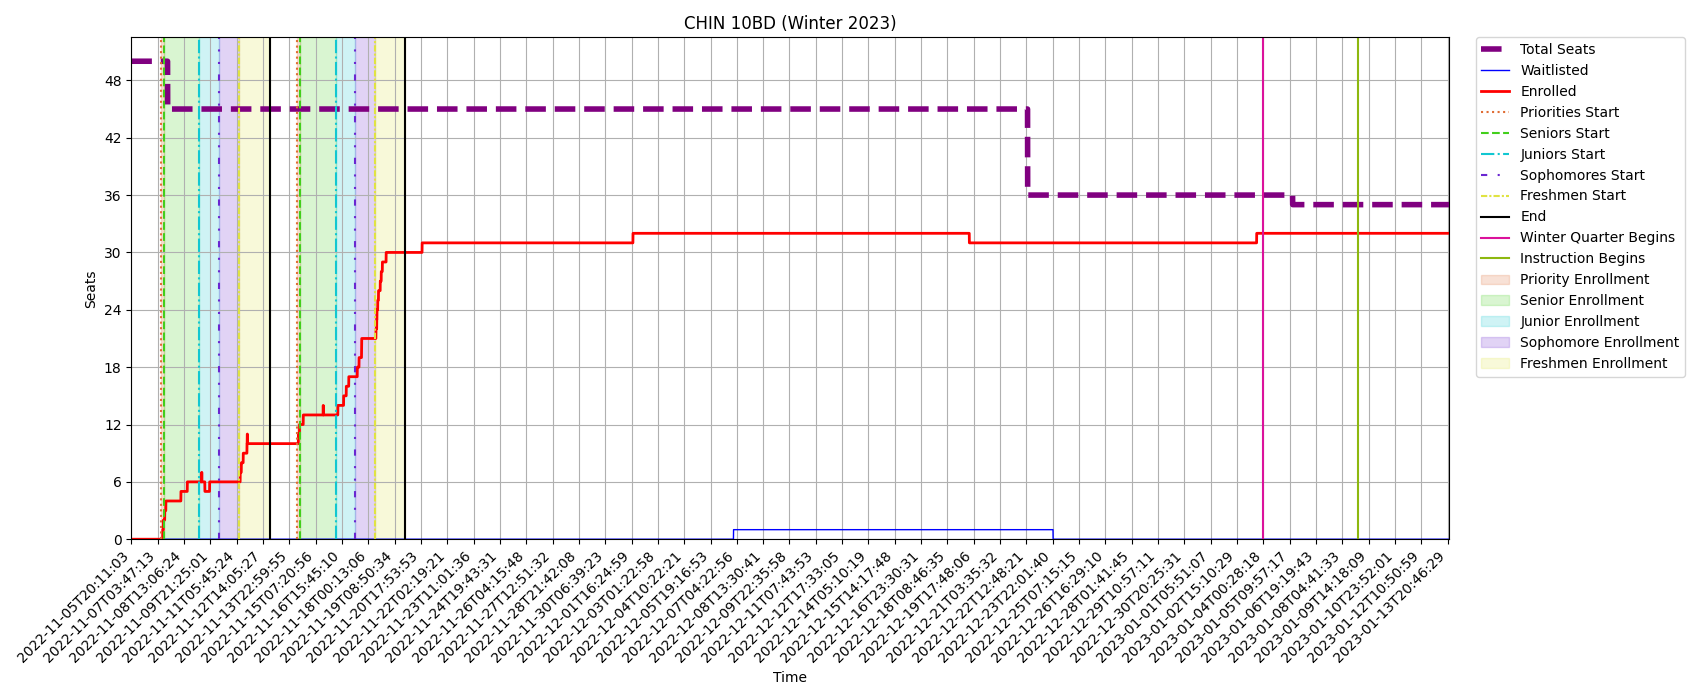 CHIN 10BD (Winter 2023)
Seats
48
42
36
30
24
18
12
6
0
2022-11-05T20:11:03
2022-11-07T03:47:13
2022-11-08T13:06:24
2022-11-09T21:25:01
2022-11-11T05:45:24
2022-11-12T14:05:27
2022-11-13T22:59:55
2022-11-15T07:20:56
2022-11-16T15:45:10
2022-11-18T00:13:06
2022-11-19T08:50:34
2022-11-20T17:53:53
2022-11-22T02:19:21
2022-11-23T11:01:36
2022-11-24T19:43:31
2022-11-26T04:15:48
2022-11-27T12:51:32
2022-11-28T21:42:08
2022-11-30T06:39:23
2022-12-01T16:24:59
2022-12-03T01:22:58
2022-12-04T10:22:21
2022-12-05T19:16:53
2022-12-07T04:22:56
2022-12-08T13:30:41
2022-12-09T22:35:58
2022-12-11T07:43:53
2022-12-12T17:33:05
2022-12-14T05:10:19
2022-12-15T14:17:48
2022-12-16T23:30:31
2022-12-18T08:46:35
2022-12-19T17:48:06
2022-12-21T03:35:32
2022-12-22T12:48:21
2022-12-23T22:01:40
2022-12-25T07:15:15
2022-12-26T16:29:10
2022-12-28T01:41:45
2022-12-29T10:57:11
2022-12-30T20:25:31
2023-01-01T05:51:07
2023-01-02T15:10:29
2023-01-04T00:28:18
2023-01-05T09:57:17
2023-01-06T19:19:43
2023-01-08T04:41:33
2023-01-09T14:18:09
2023-01-10T23:52:01
2023-01-12T10:50:59
2023-01-13T20:46:29
Time
Total Seats
Waitlisted
Enrolled
Priorities Start
Seniors Start
Juniors Start
Sophomores Start
Freshmen Start
End
Winter Quarter Begins
Instruction Begins
Priority Enrollment
Senior Enrollment
Junior Enrollment
Sophomore Enrollment
Freshmen Enrollment